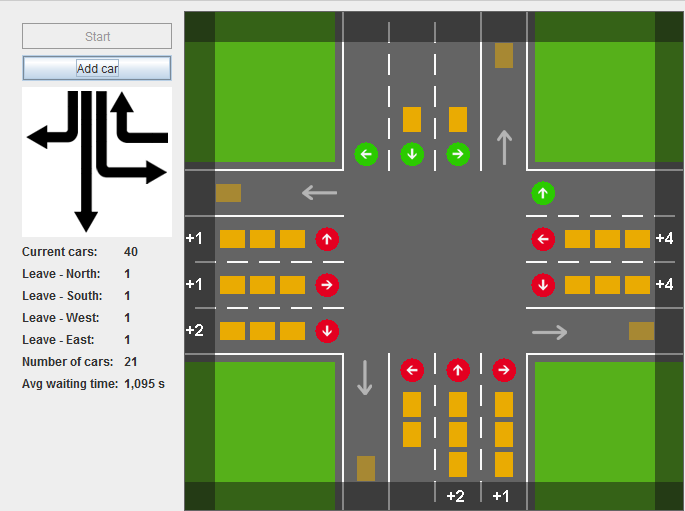 Start
Add car
Current cars: 40
Leave - North: 1
Leave - South: 1
Leave - West: 1
Leave - East: 1
Number of cars: 21
Avg waiting time: 1,095 s
+1 +4
+1 +4
+2
+2 +1